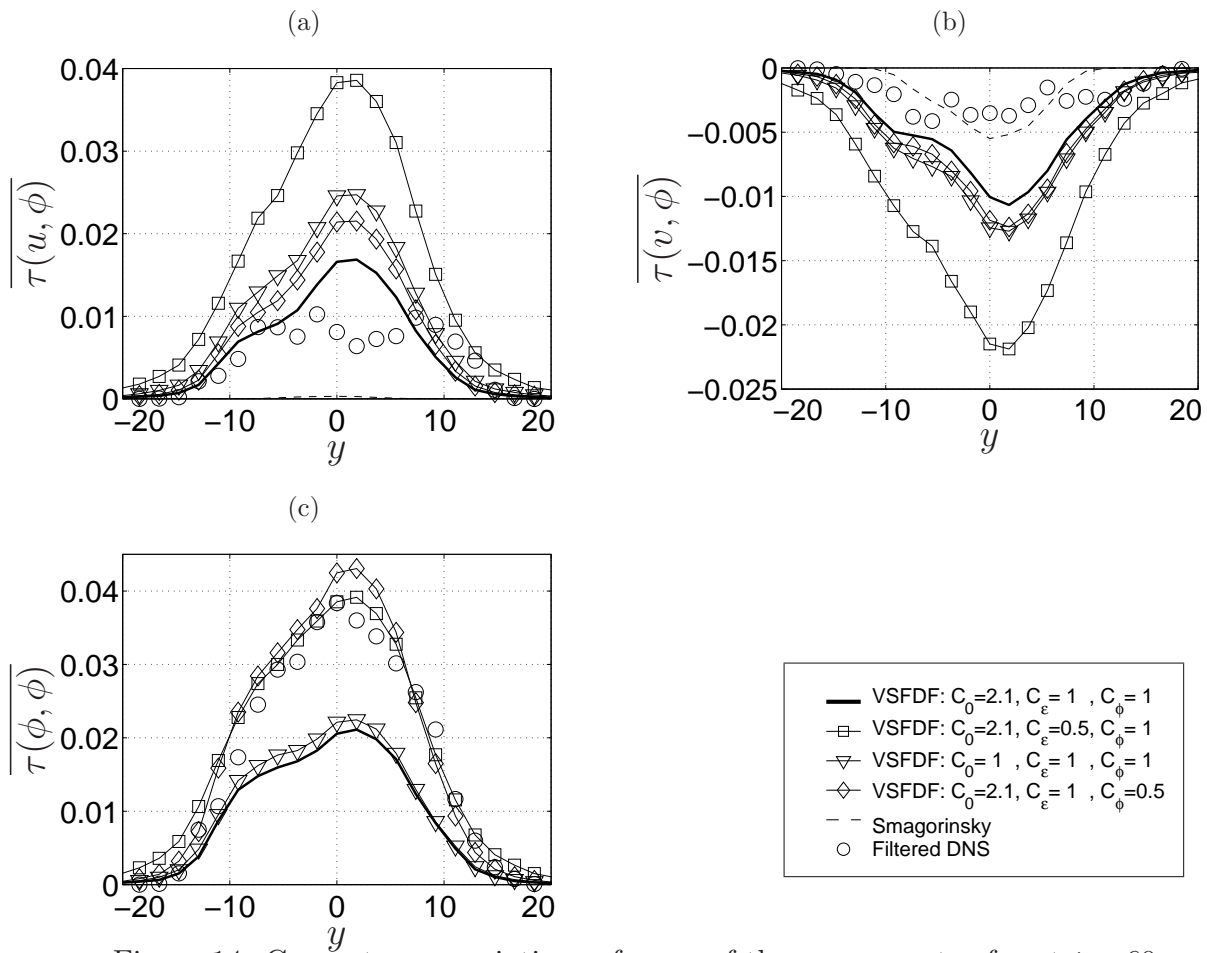 (a)
0.04
0.03
0.02
0.01
0
−20 −10 0 10 20
y
τ(u, ϕ)
(b)
0
−0.005
−0.01
−0.015
−0.02
−0.025
−20 −10 0 10 20
y
τ(v, ϕ)
(c)
0.04
0.03
0.02
0.01
0
−20 −10 0 10 20
y
τ(ϕ, ϕ)
VSFDF: C0=2.1, Cε= 1 , Cϕ= 1
VSFDF: C0=2.1, Cε=0.5, Cϕ= 1
VSFDF: C0= 1 , Cε= 1 , Cϕ= 1
VSFDF: C0=2.1, Cε= 1 , Cϕ=0.5
Smagorinsky
Filtered DNS